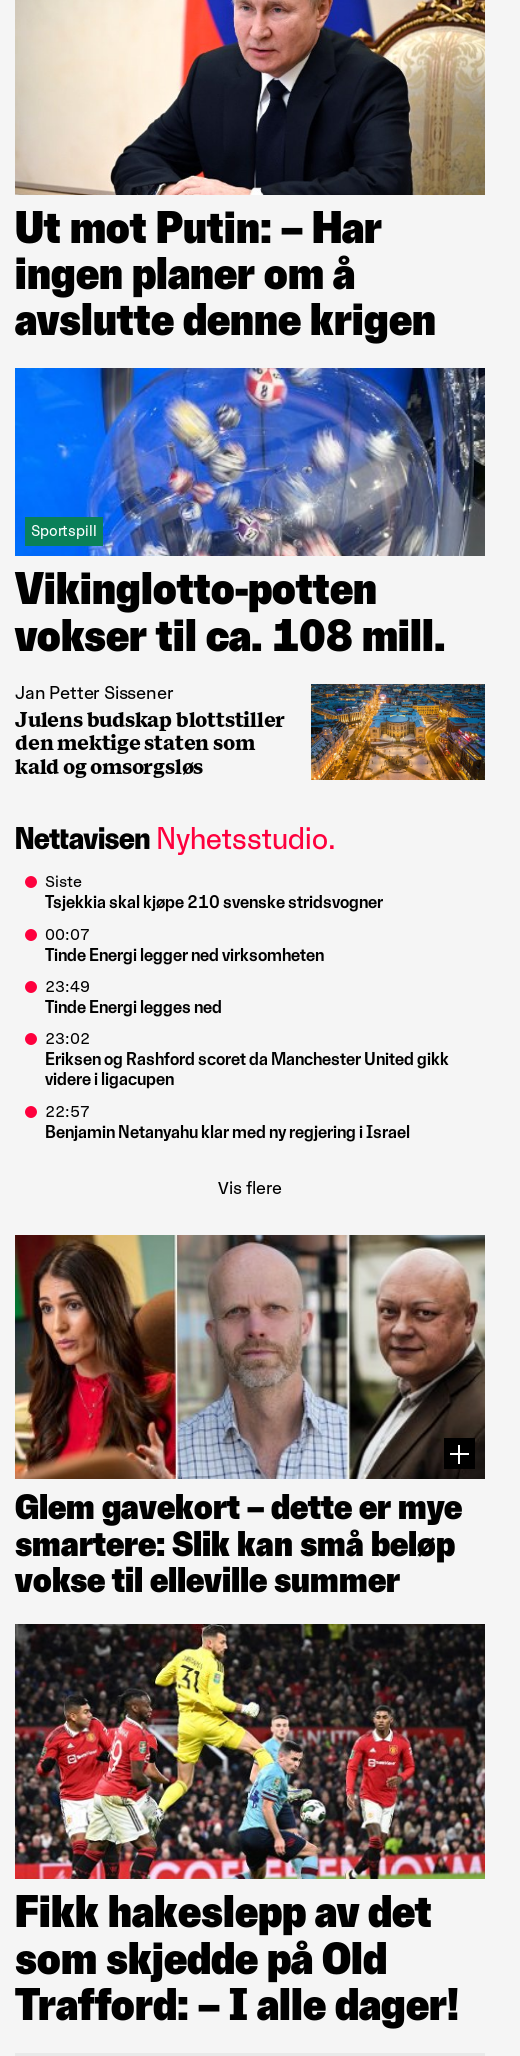 Ut mot Putin: – Har
ingen planer om å
avslutte denne krigen
Sportspill
Vikinglotto-potten
vokser til ca. 108 mill.
Jan Petter Sissener
Julens budskap blottstiller
den mektige staten som
kald og omsorgsløs
Nettavisen Nyhetsstudio.
Siste
Tsjekkia skal kjøpe 210 svenske stridsvogner
00:07
Tinde Energi legger ned virksomheten
23:49
Tinde Energi legges ned
23:02
Eriksen og Rashford scoret da Manchester United gikk
videre i ligacupen
22:57
Benjamin Netanyahu klar med ny regjering i Israel
Vis flere
Glem gavekort – dette er mye
smartere: Slik kan små beløp
vokse til elleville summer
31
Fikk hakeslepp av det
som skjedde på Old
Trafford: – I alle dager!